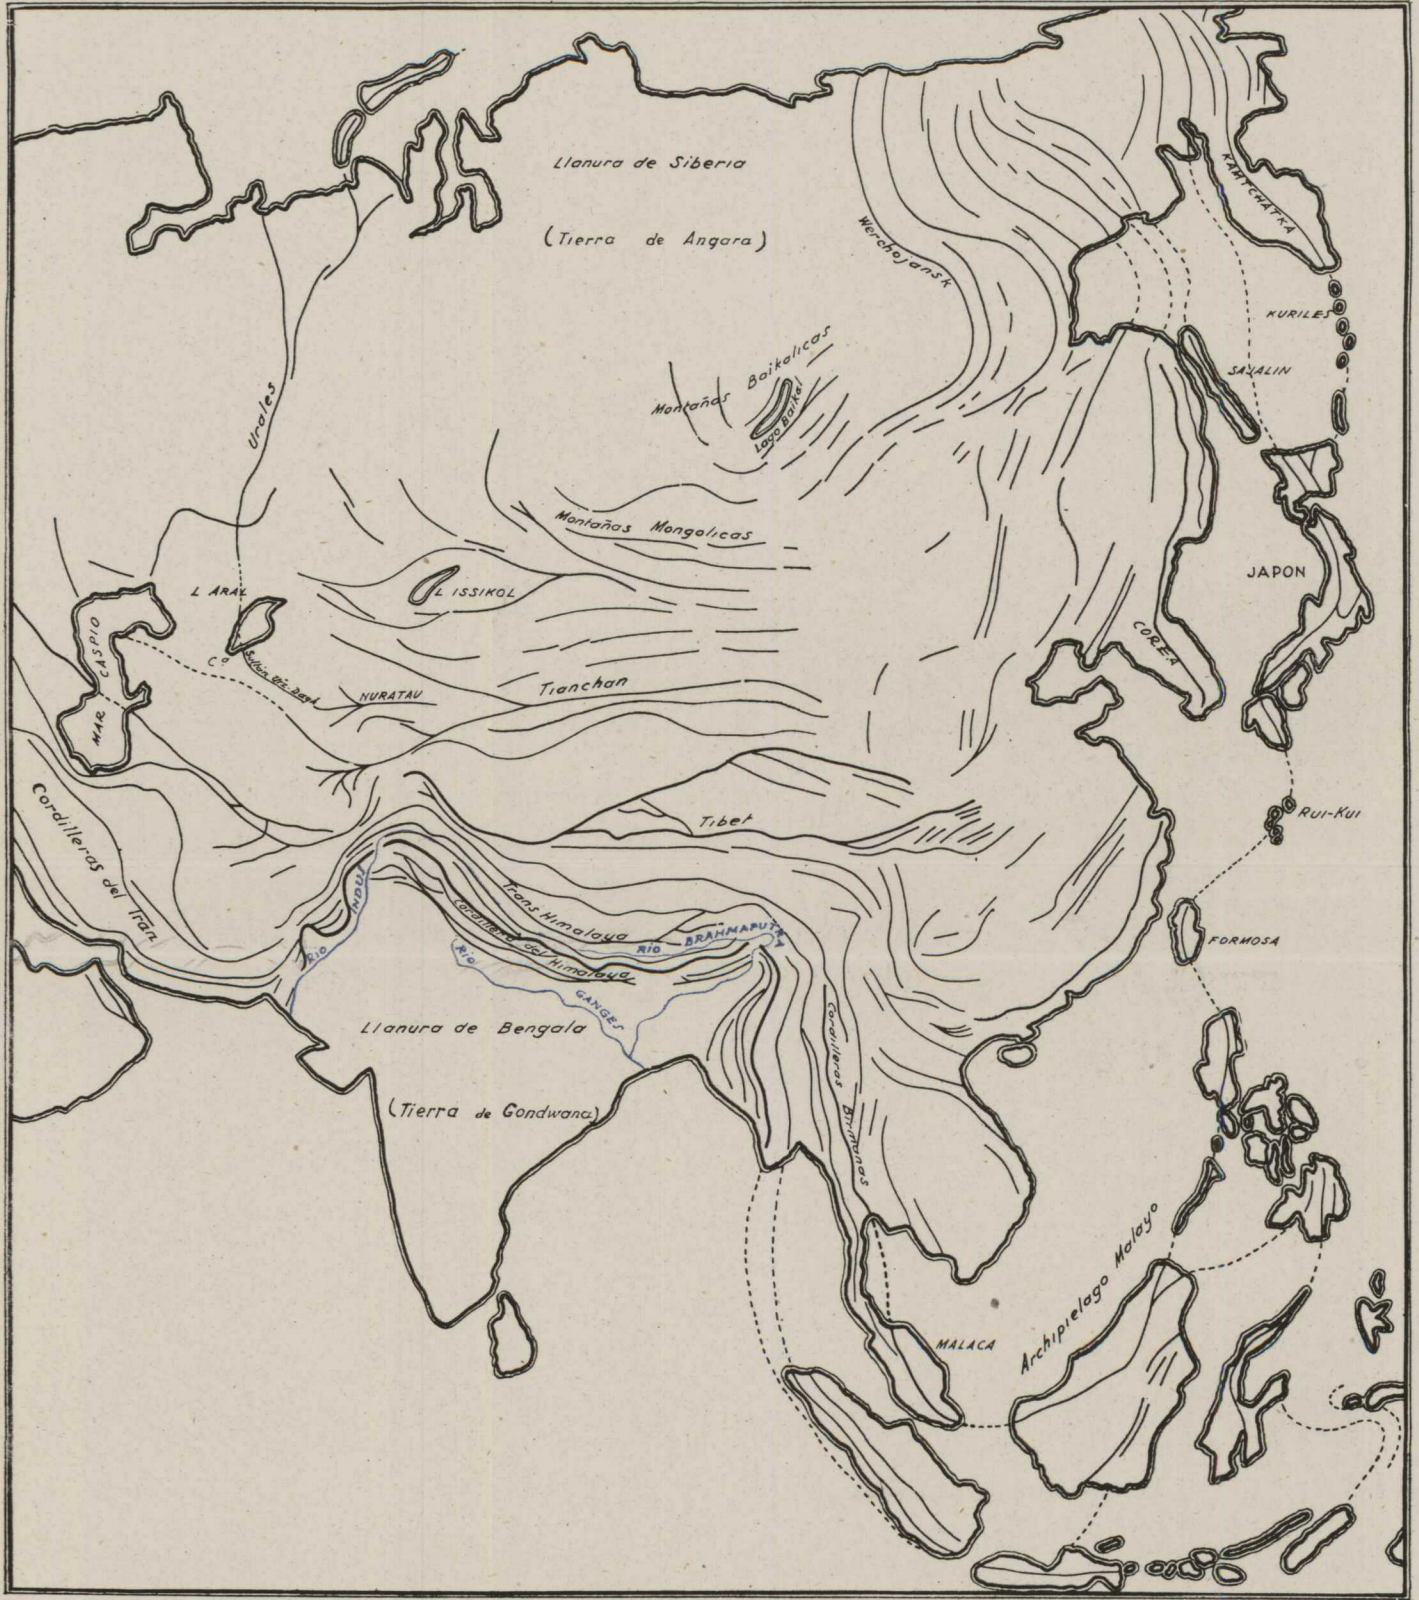 Llanura de Siberia
(Tierra de Angara)
KAMTCHATKA
Werchojansk
KURILES
SAJALIN
Montañas Baikalicas
Lago Baikal
Urales
Montañas Mongolicas
L ARAL
L ISSIKOL
JAPON
COREA
MAR CASPIO
NURATAU
Tianchan
Cordilleras del Iran
Tibet
RUI-KUI
RIO INDUS
Trans Himalaya
Cordillera del Himalaya
RIO BRAHMAPUTRA
RIO GANGES
FORMOSA
Llanura de Bengala
(Tierra de Gondwana)
Cordilleras Birmanas
Archipielago Malayo
MALACA